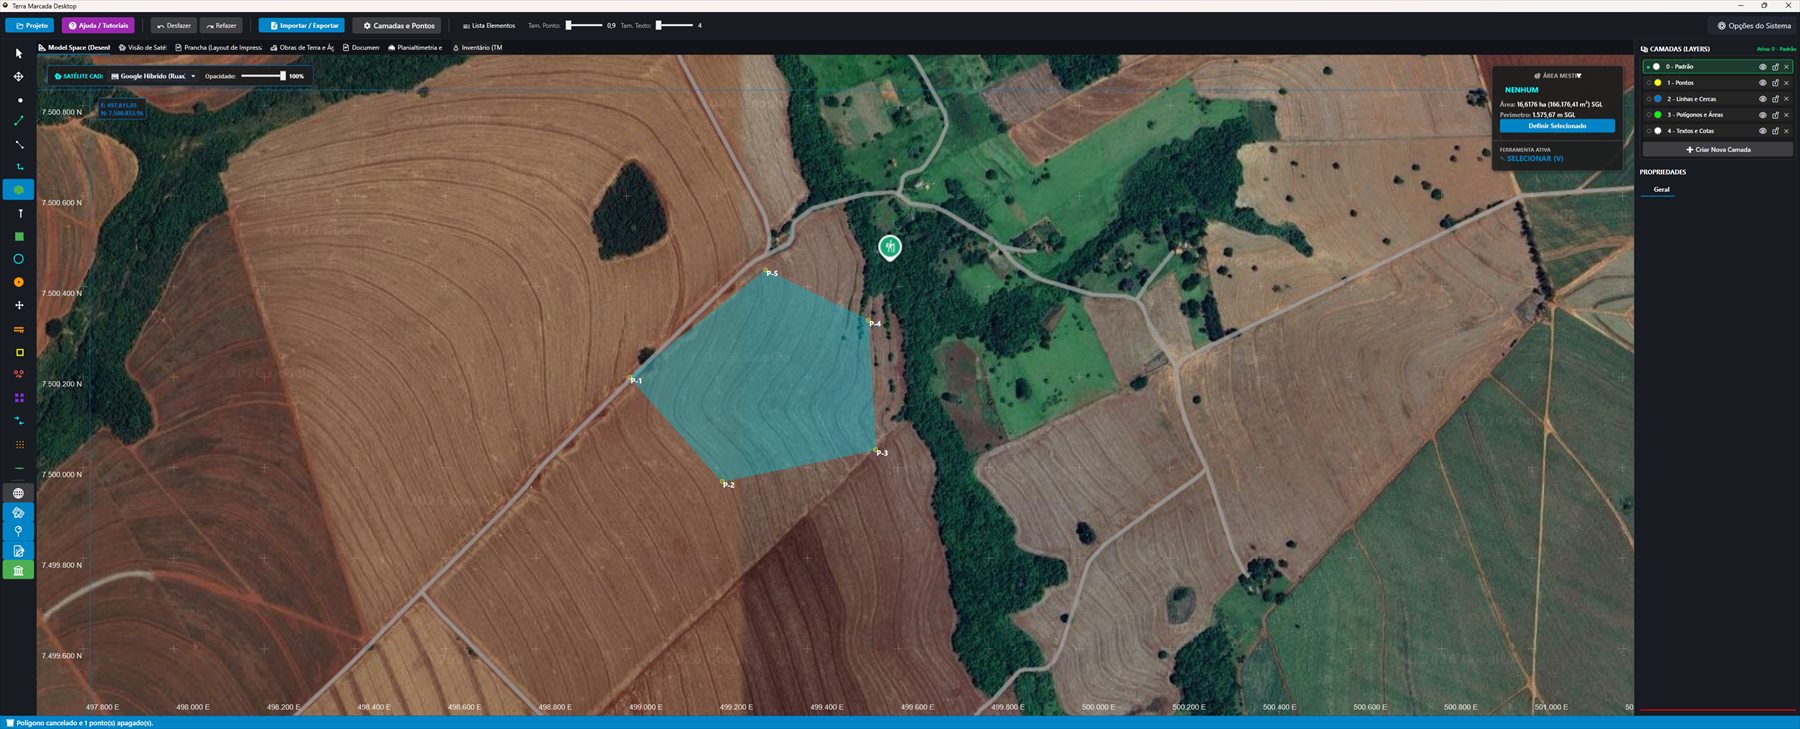 Terra Marcada Desktop
Projeto
Ajuda / Tutoriais
Desfazer
Refazer
Importar / Exportar
Camadas e Pontos
Lista Elementos
Tam. Ponto:
0,9
Tam. Texto:
4
Opções do Sistema
Model Space (Desenl
Visão de Saté
Prancha (Layout de Impress
Obras de Terra e Áç
Documen
Planialtimetria e
Inventário (TM
SATÉLITE CAD:
Google Híbrido (Ruas
Opacidade:
100%
E: 497.815,03
N: 7.500.833,96
7.500.800 N
7.500.600 N
7.500.400 N
7.500.200 N
7.500.000 N
7.499.800 N
7.499.600 N
P-5
P-4
P-1
P-3
P-2
497.800 E
498.000 E
498.200 E
498.400 E
498.600 E
498.800 E
499.000 E
499.200 E
499.400 E
499.600 E
499.800 E
500.000 E
500.200 E
500.400 E
500.600 E
500.800 E
501.000 E
50
ÁREA MESTR
NENHUM
Área: 16,6176 ha (166.176,41 m²) SGL
Perímetro: 1.575,67 m SGL
Definir Selecionado
FERRAMENTA ATIVA
SELECIONAR (V)
CAMADAS (LAYERS)
Ativa: 0 - Padrão
0 - Padrão
1 - Pontos
2 - Linhas e Cercas
3 - Polígonos e Áreas
4 - Textos e Cotas
Criar Nova Camada
PROPRIEDADES
Geral
Polígono cancelado e 1 ponto(s) apagado(s).